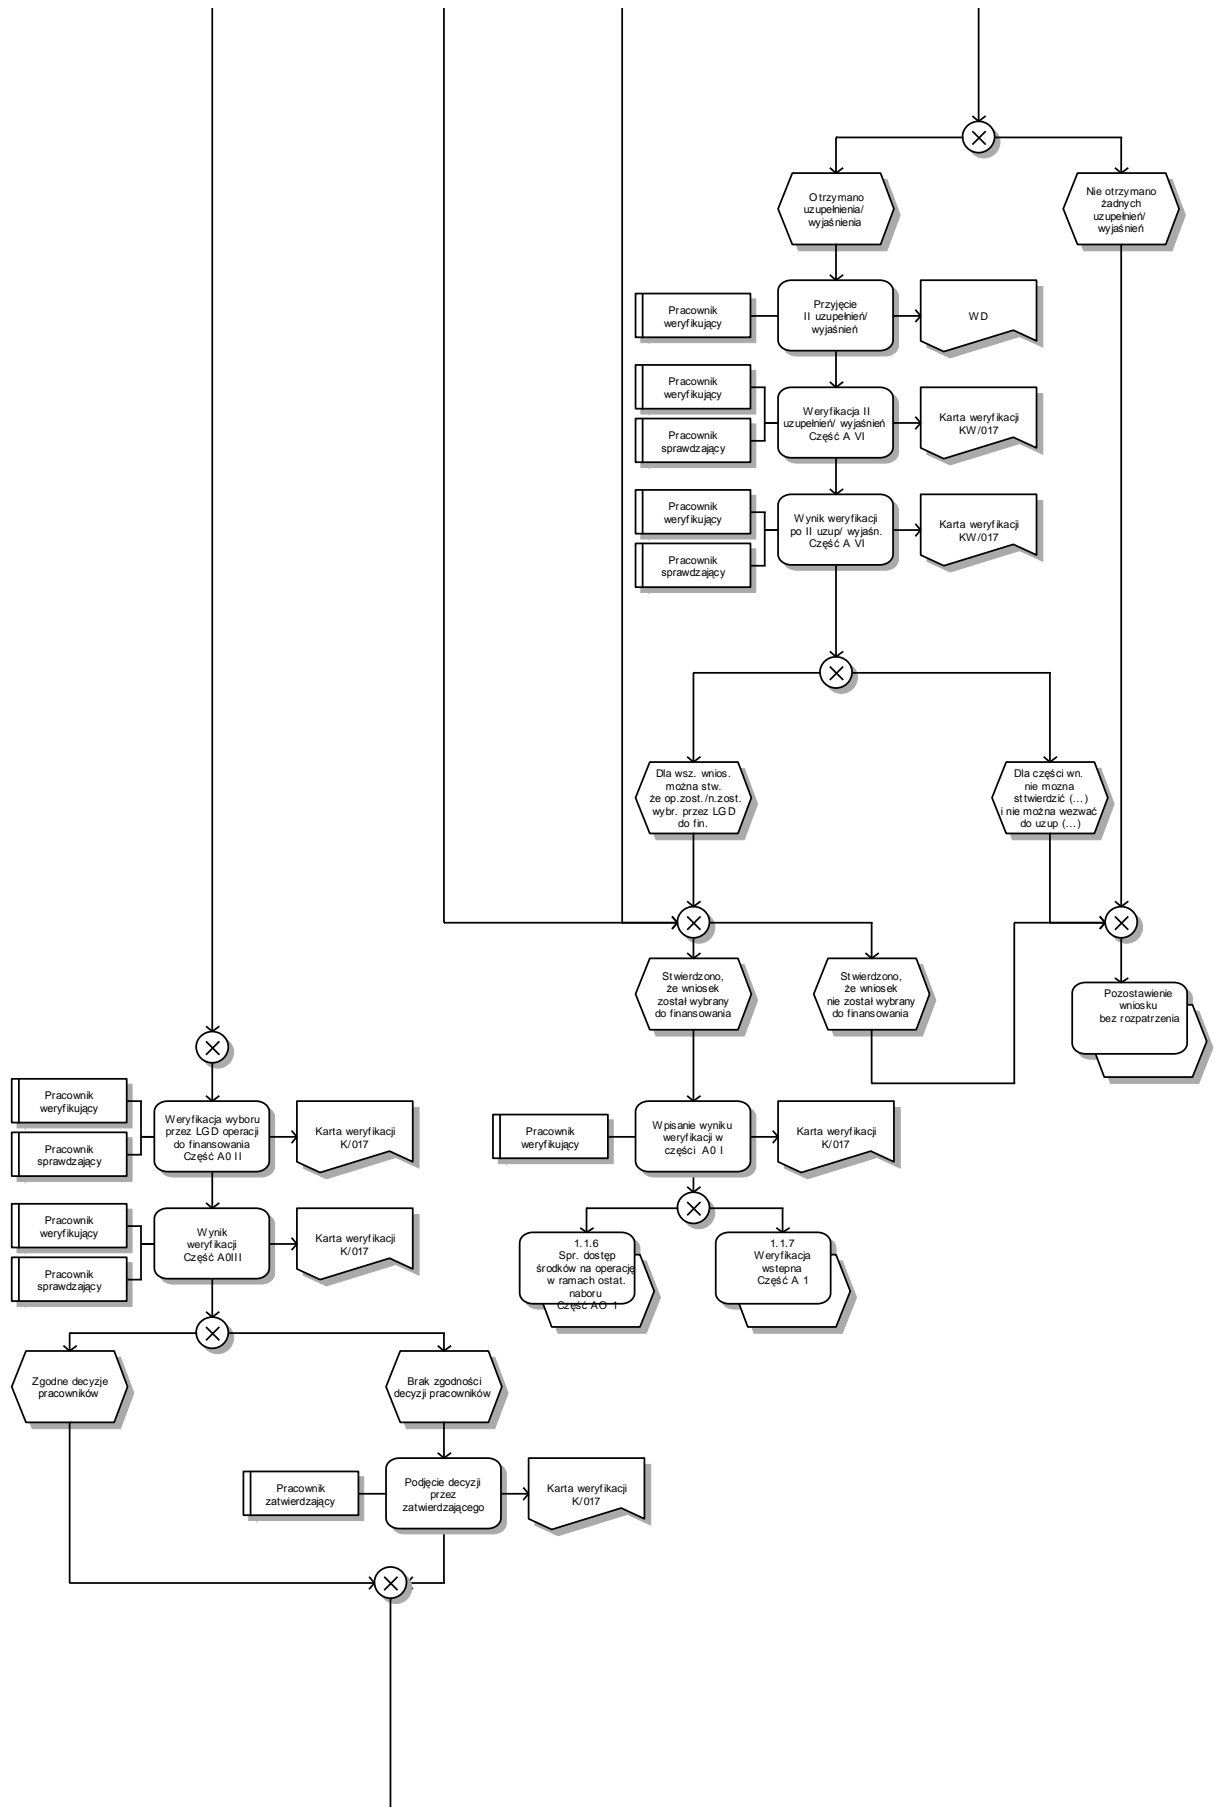 Otrzymano
uzupełnienia/
wyjaśnienia
Nie otrzymano
żadnych
uzupełnień/
wyjaśnień
Pracownik
weryfikujący
Przyjęcie
II uzupełnień/
wyjaśnień
WD
Pracownik
weryfikujący
Pracownik
sprawdzający
Weryfikacja II
uzupełnień/ wyjaśnień
Część A VI
Karta weryfikacji
KW/017
Pracownik
weryfikujący
Pracownik
sprawdzający
Wynik weryfikacji
po II uzup/ wyjaśn.
Część A VI
Karta weryfikacji
KW/017
Dla wsz. wnios.
można stw.
że op.zost./n.zost.
wybr. przez LGD
do fin.
Dla części wn.
nie mozna
sttwierdzić (...)
i nie można wezwać
do uzup (...)
Stwierdzono,
że wniosek
został wybrany
do finansowania
Stwierdzono,
że wniosek
nie został wybrany
do finansowania
Pozostawienie
wniosku
bez rozpatrzenia
Pracownik
weryfikujący
Pracownik
sprawdzający
Weryfikacja wyboru
przez LGD operacji
do finansowania
Część A0 II
Karta weryfikacji
K/017
Pracownik
weryfikujący
Wpisanie wyniku
weryfikacji w
części A0 I
Karta weryfikacji
K/017
Pracownik
weryfikujący
Pracownik
sprawdzający
Wynik
weryfikacji
Część A0III
Karta weryfikacji
K/017
1.1.6
Spr. dostęp
środków na operację
w ramach ostat.
naboru
Część AO 1
1.1.7
Weryfikacja
wstepna
Część A 1
Zgodne decyzje
pracowników
Brak zgodności
decyzji pracowników
Pracownik
zatwierdzający
Podjęcie decyzji
przez
zatwierdzającego
Karta weryfikacji
K/017